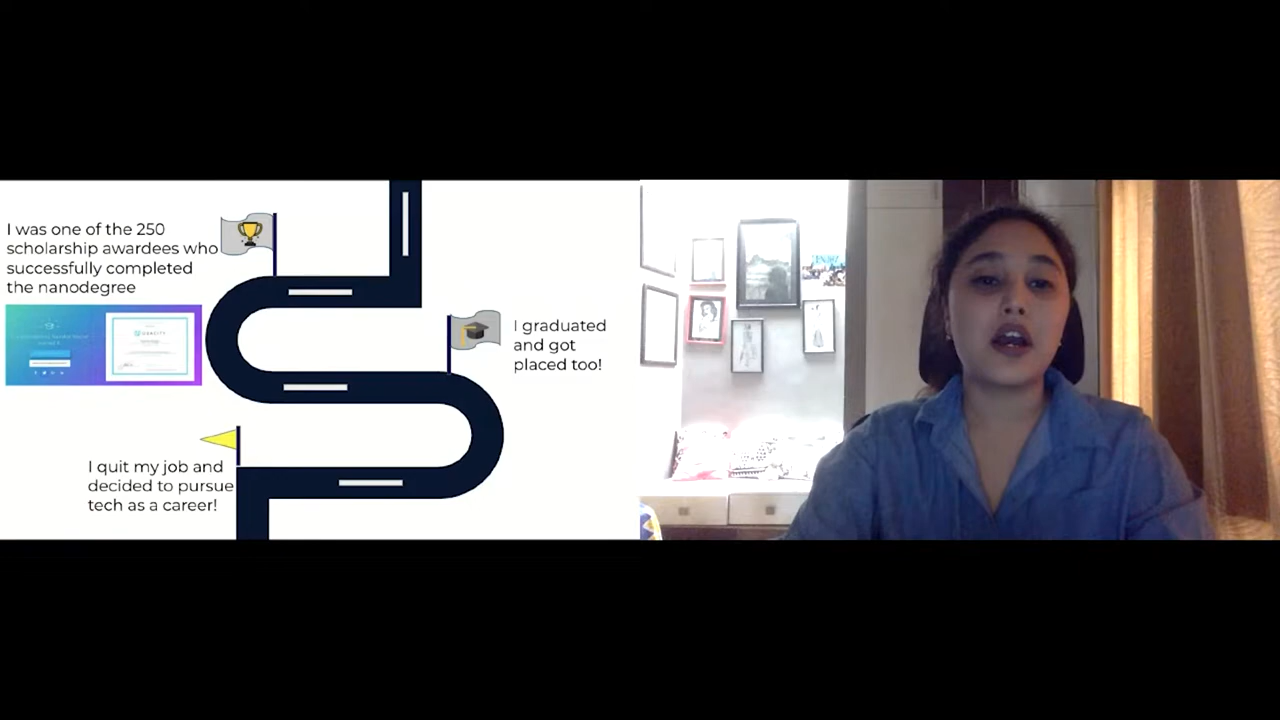 I was one of the 250
scholarship awardees who
successfully completed
the nanodegree
UDACITY
I graduated
and got
placed too!
I quit my job and
decided to pursue
tech as a career!